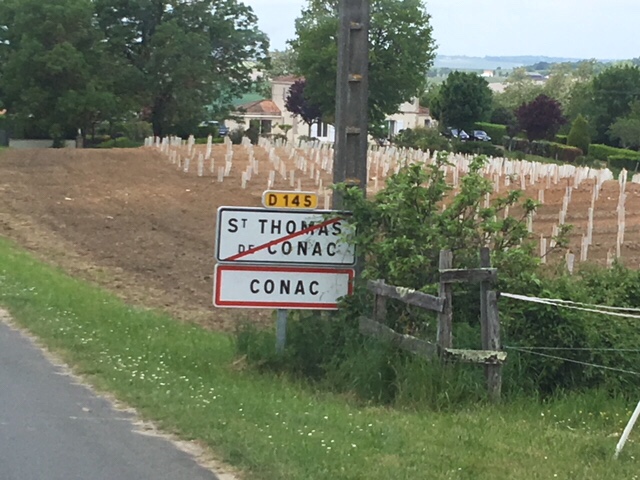 D 145
ST THOMAS
DE CONAC
CONAC